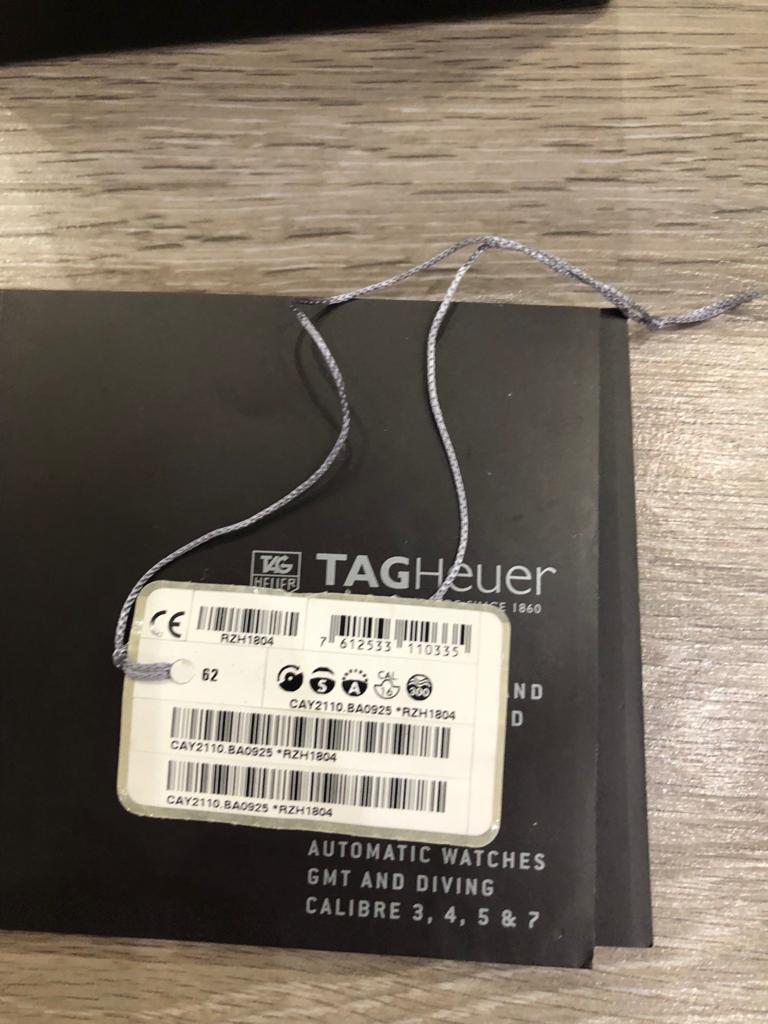 TAG
HEUER
TAGHeuer
SINCE 1860
CE
RZH1804
7 612533 110335
62
S A CAL 16 300
CAY2110.BA0925 *RZH1804
CAY2110.BA0925 *RZH1804
CAY2110.BA0925 *RZH1804
AND
D
AUTOMATIC WATCHES
GMT AND DIVING
CALIBRE 3, 4, 5 & 7